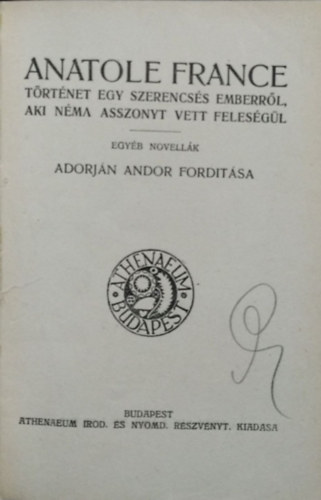 ANATOLE FRANCE
TÖRTÉNET EGY SZERENCSÉS EMBERRŐL,
AKI NÉMA ASSZONYT VETT FELESÉGÜL
EGYÉB NOVELLÁK
ADORJÁN ANDOR FORDITÁSA
ATHENAEUM
BUDAPEST
BUDAPEST
ATHENAEUM IROD. ÉS NYOMD. RÉSZVÉNYT. KIADÁSA